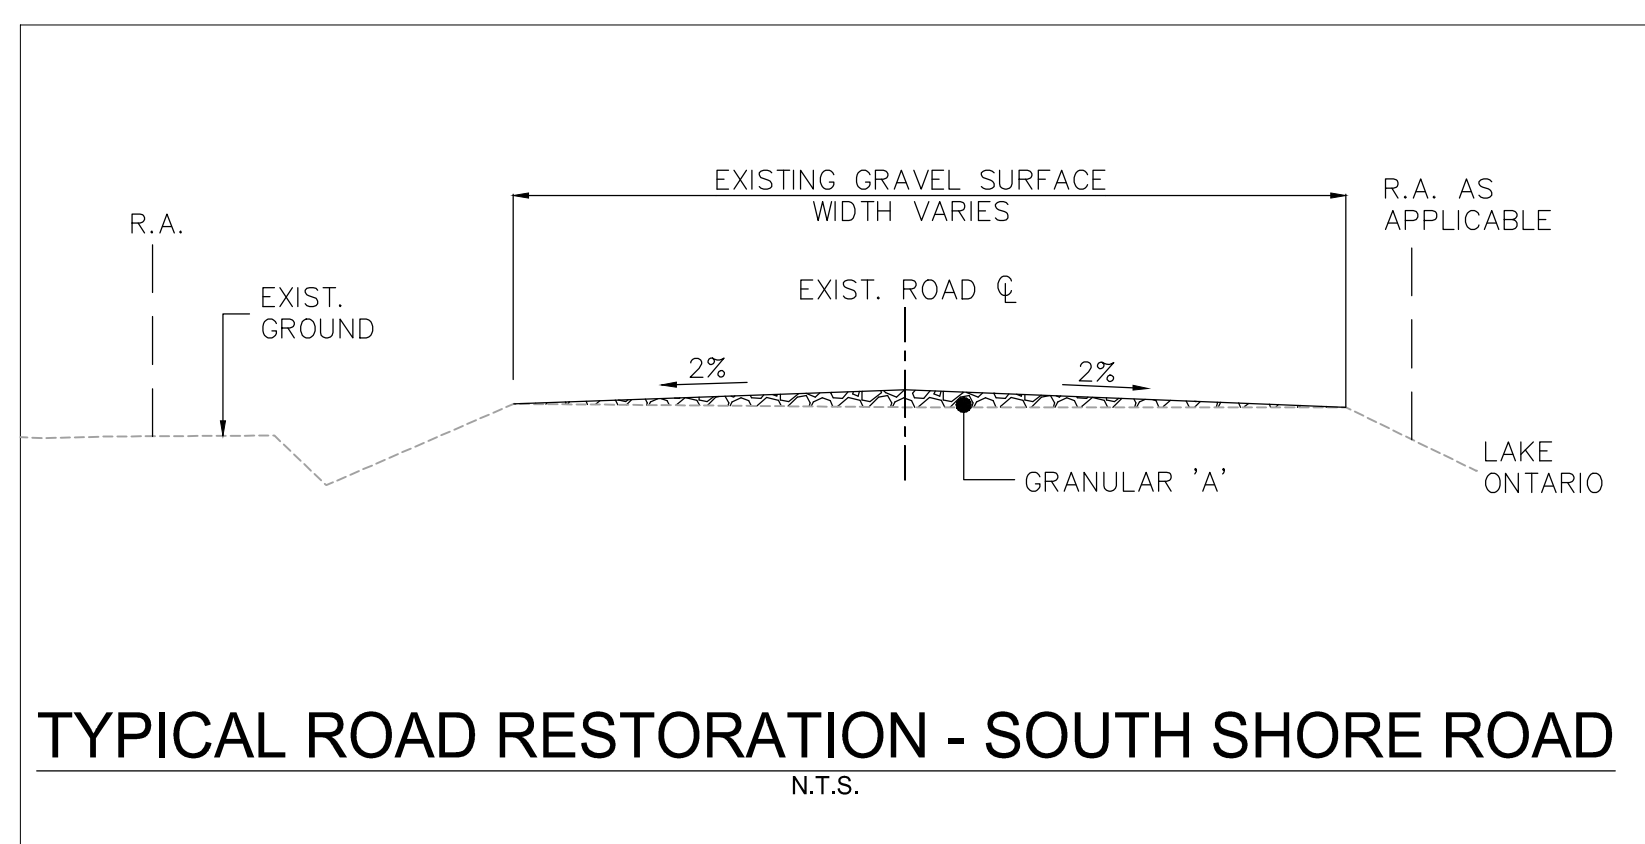 EXISTING GRAVEL SURFACE
WIDTH VARIES
R.A. AS
APPLICABLE
R.A.
EXIST. ROAD ℄
EXIST.
GROUND
2%
2%
LAKE
ONTARIO
GRANULAR 'A'
TYPICAL ROAD RESTORATION - SOUTH SHORE ROAD
N.T.S.